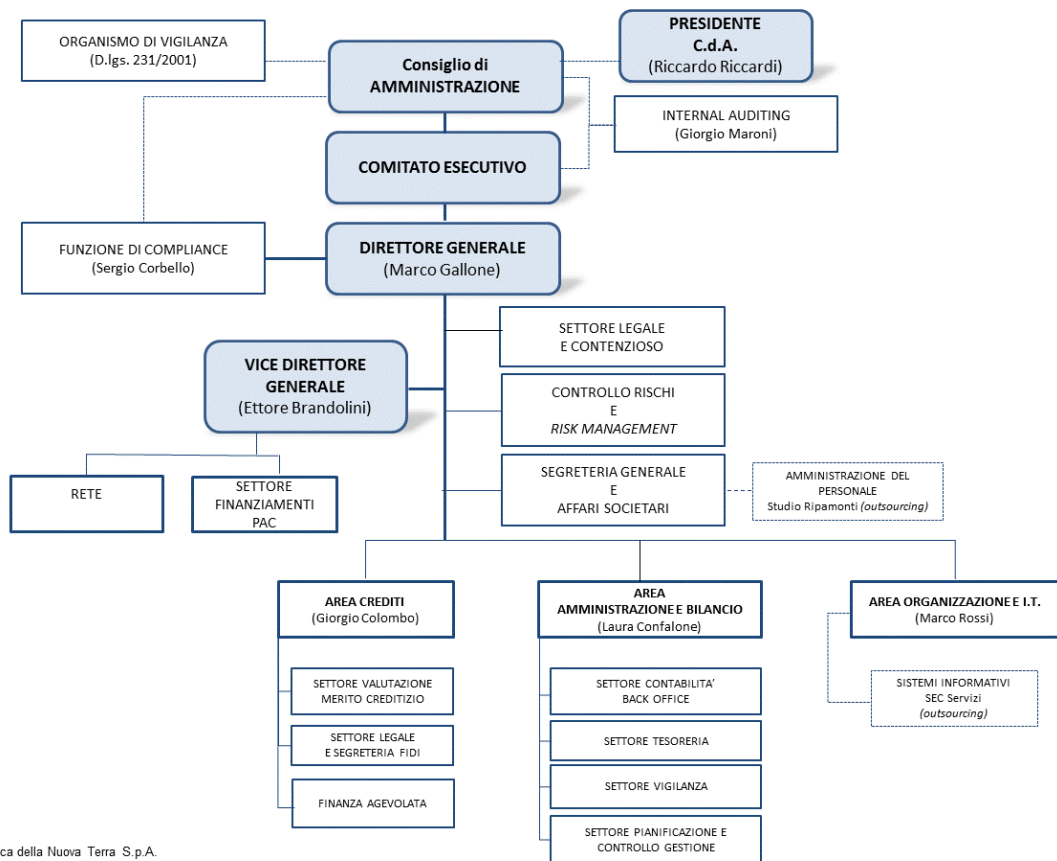 ORGANISMO DI VIGILANZA
(D.lgs. 231/2001)
Consiglio di
AMMINISTRAZIONE
PRESIDENTE
C.d.A.
(Riccardo Riccardi)
INTERNAL AUDITING
(Giorgio Maroni)
COMITATO ESECUTIVO
FUNZIONE DI COMPLIANCE
(Sergio Corbello)
DIRETTORE GENERALE
(Marco Gallone)
SETTORE LEGALE
E CONTENZIOSO
VICE DIRETTORE
GENERALE
(Ettore Brandolini)
CONTROLLO RISCHI
E
RISK MANAGEMENT
SEGRETERIA GENERALE
E
AFFARI SOCIETARI
AMMINISTRAZIONE DEL
PERSONALE
Studio Ripamonti (outsourcing)
RETE
SETTORE
FINANZIAMENTI
PAC
AREA CREDITI
(Giorgio Colombo)
AREA
AMMINISTRAZIONE E BILANCIO
(Laura Confalone)
AREA ORGANIZZAZIONE E I.T.
(Marco Rossi)
SETTORE VALUTAZIONE
MERITO CREDITIZIO
SETTORE LEGALE
E SEGRETERIA FIDI
FINANZA AGEVOLATA
SETTORE CONTABILITA'
BACK OFFICE
SETTORE TESORERIA
SETTORE VIGILANZA
SETTORE PIANIFICAZIONE E
CONTROLLO GESTIONE
SISTEMI INFORMATIVI
SEC Servizi
(outsourcing)
ca della Nuova Terra S.p.A.